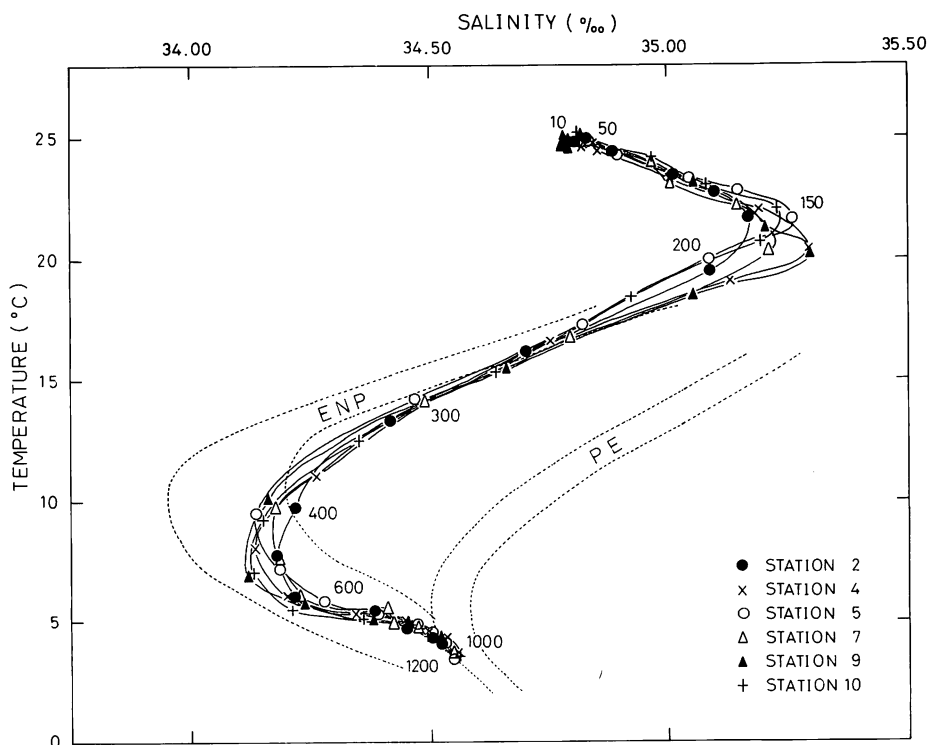 SALINITY (‰)
34.00 34.50 35.00 35.50
TEMPERATURE (°C)
25
20
15
10
5
0
10
50
150
200
300
400
600
1000
1200
ENP
PE
● STATION 2
× STATION 4
○ STATION 5
△ STATION 7
▲ STATION 9
+ STATION 10